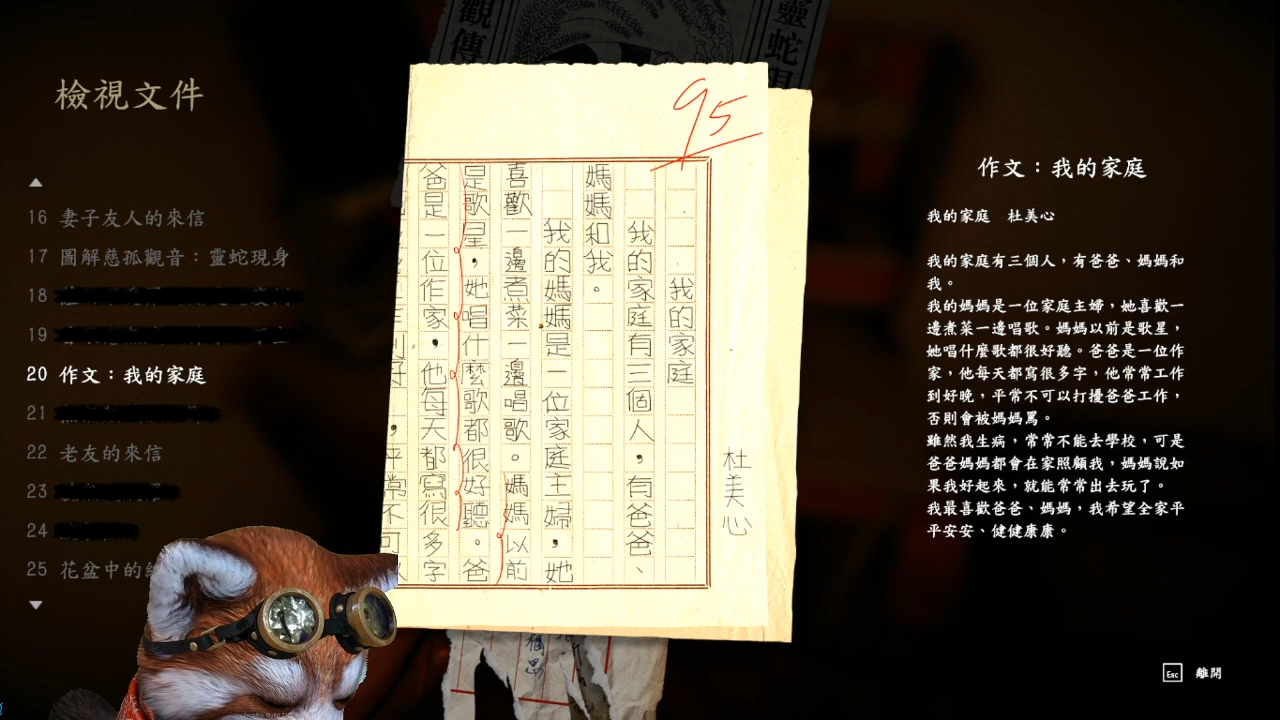 檢視文件
16 妻子友人的來信
17 圖解慈孤觀音：靈蛇現身
18
19
20 作文：我的家庭
21
22 老友的來信
23
24
25 花盆中的
觀傳
靈蛇現
95
杜美心
我的家庭
我的家庭有三個人，有爸爸、
媽媽和我。
我的媽媽是一位家庭主婦，她
喜歡一邊煮菜一邊唱歌。媽媽以前
是歌星，她唱什麼歌都很好聽。爸
爸是一位作家，他每天都寫很多字
作文：我的家庭
我的家庭　杜美心
我的家庭有三個人，有爸爸、媽媽和
我。
我的媽媽是一位家庭主婦，她喜歡一
邊煮菜一邊唱歌。媽媽以前是歌星，
她唱什麼歌都很好聽。爸爸是一位作
家，他每天都寫很多字，他常常工作
到好晚，平常不可以打擾爸爸工作，
否則會被媽媽罵。
雖然我生病，常常不能去學校，可是
爸爸媽媽都會在家照顧我，媽媽說如
果我好起來，就能常常出去玩了。
我最喜歡爸爸、媽媽，我希望全家平
平安安、健健康康。
Esc 離開